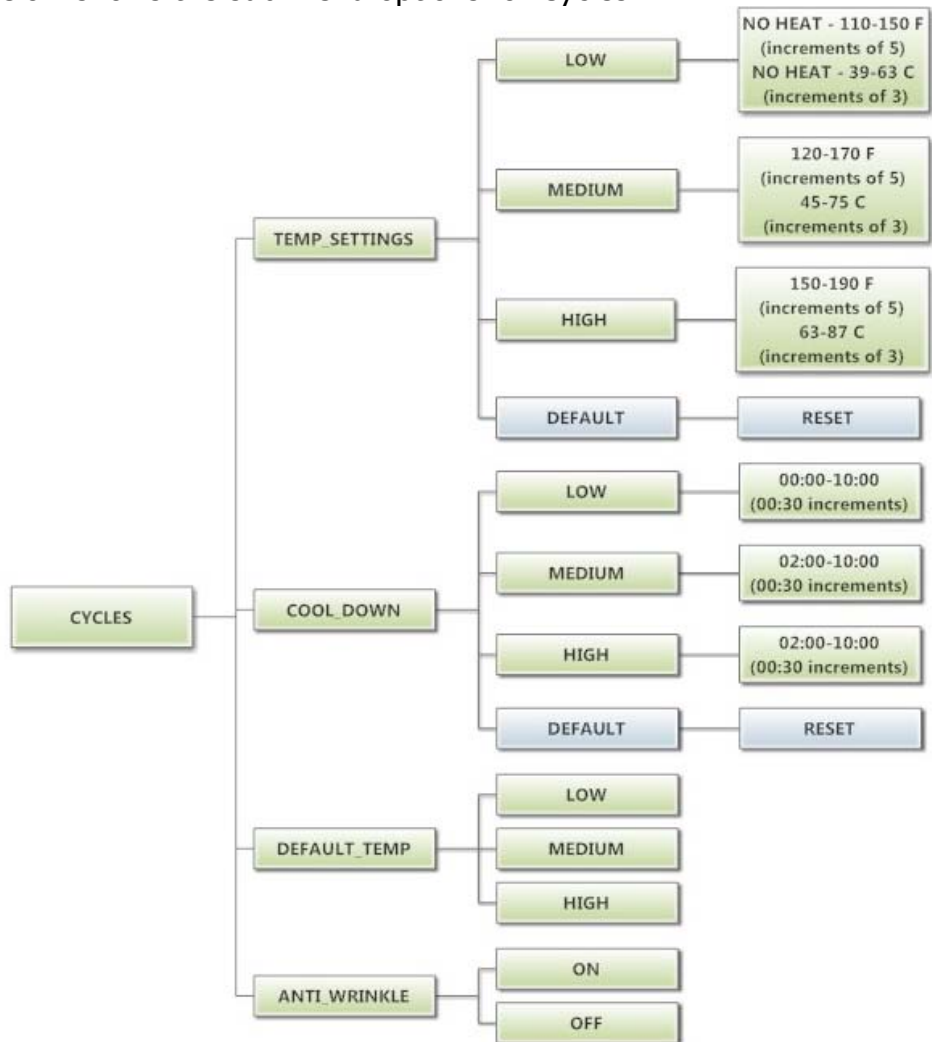 NO HEAT - 110-150 F
(increments of 5)
NO HEAT - 39-63 C
(increments of 3)
LOW
120-170 F
(increments of 5)
45-75 C
(increments of 3)
MEDIUM
TEMP_SETTINGS
150-190 F
(increments of 5)
63-87 C
(increments of 3)
HIGH
DEFAULT
RESET
LOW
00:00-10:00
(00:30 increments)
MEDIUM
02:00-10:00
(00:30 increments)
CYCLES
COOL_DOWN
HIGH
02:00-10:00
(00:30 increments)
DEFAULT
RESET
LOW
DEFAULT_TEMP
MEDIUM
HIGH
ON
ANTI_WRINKLE
OFF